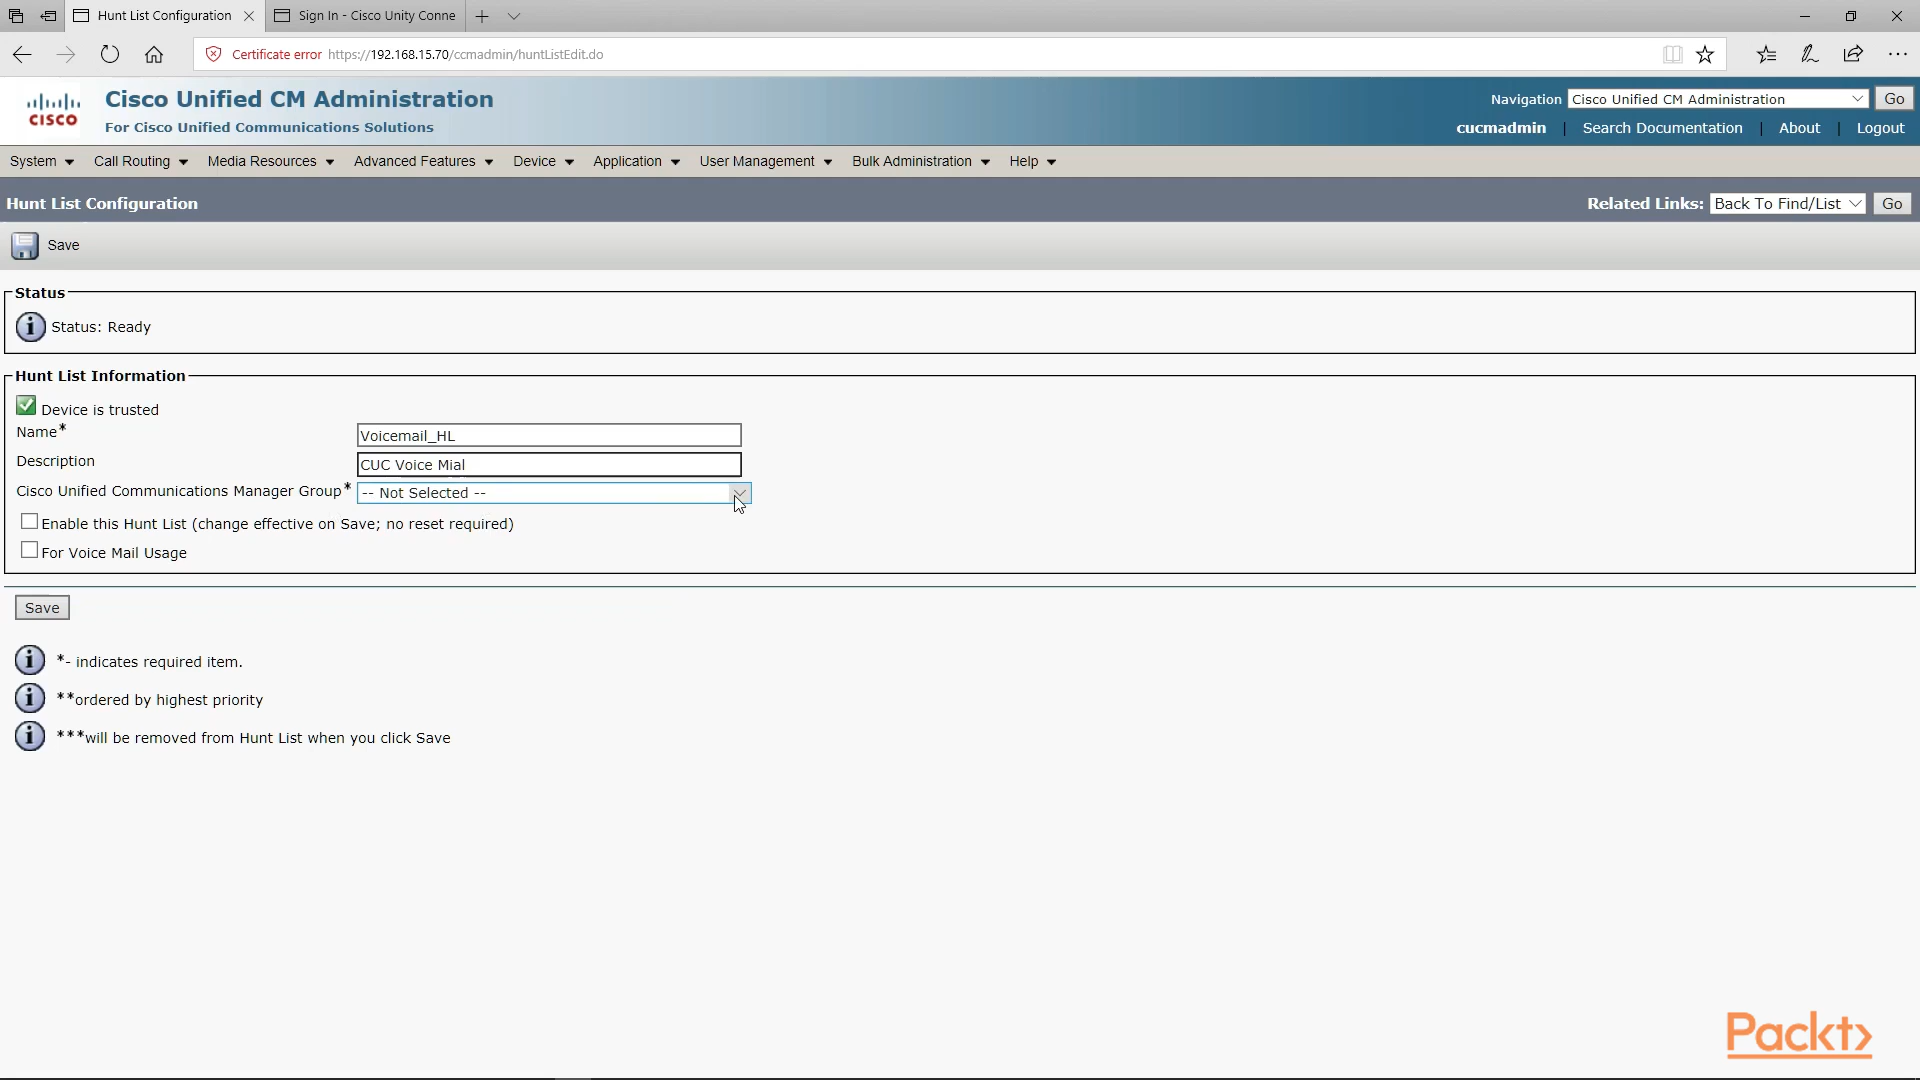 Hunt List Configuration
Sign In - Cisco Unity Conne
Certificate error https://192.168.15.70/ccmadmin/huntListEdit.do
CISCO
Cisco Unified CM Administration
For Cisco Unified Communications Solutions
Navigation Cisco Unified CM Administration Go
cucmadmin | Search Documentation | About | Logout
System Call Routing Media Resources Advanced Features Device Application User Management Bulk Administration Help
Hunt List Configuration
Related Links: Back To Find/List Go
Save
Status
Status: Ready
Hunt List Information
Device is trusted
Name* Voicemail_HL
Description CUC Voice Mial
Cisco Unified Communications Manager Group* -- Not Selected --
Enable this Hunt List (change effective on Save; no reset required)
For Voice Mail Usage
Save
*- indicates required item.
**ordered by highest priority
***will be removed from Hunt List when you click Save
Packt>